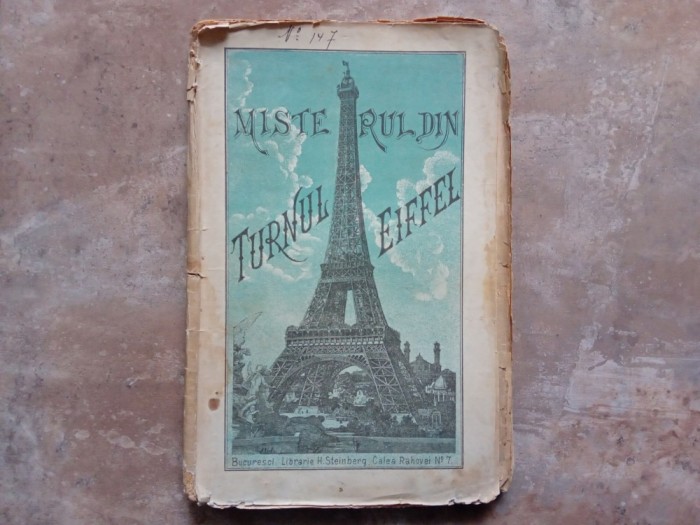 Nº 147
MISTERUL DIN
TURNUL EIFFEL
Bucuresci. Librarie H. Steinberg Calea Rahovei Nº 7.